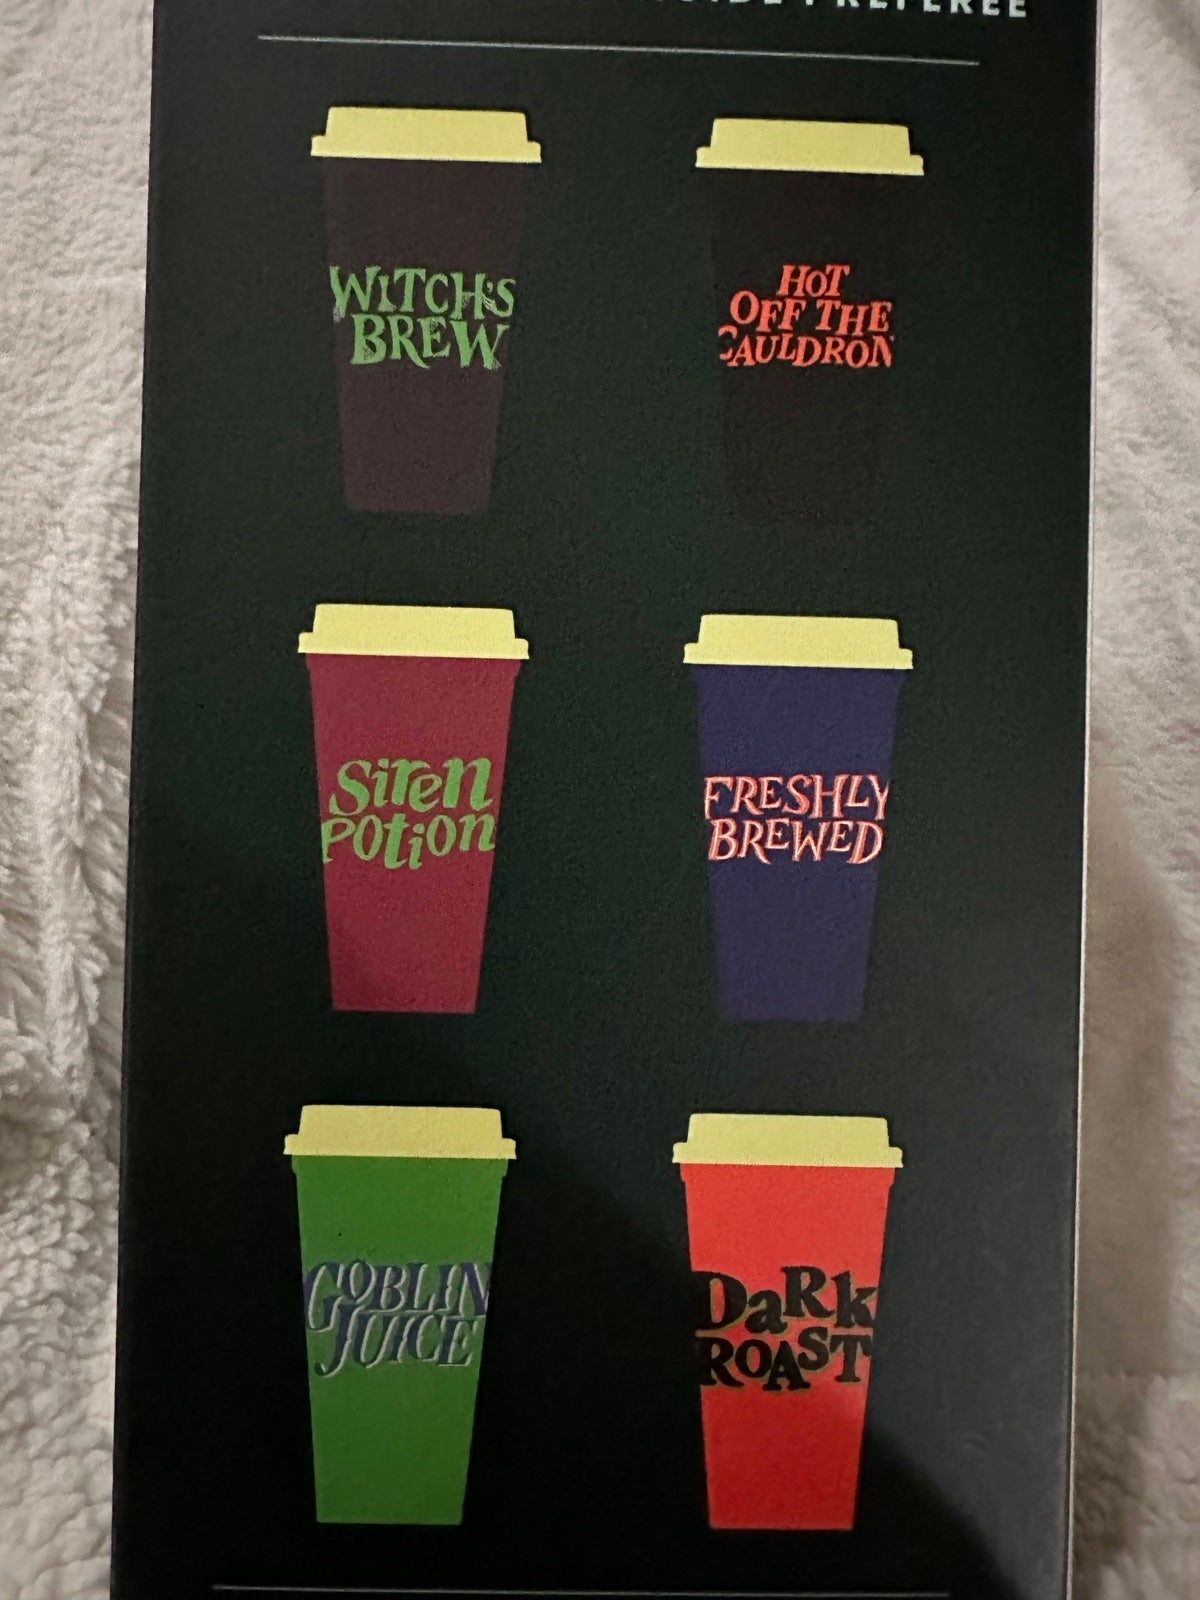 WITCH'S
BREW
HOT
OFF THE
CAULDRON
Siren
Potion
FRESHLY
BREWED
GOBLIN
JUICE
DaRk
ROAST